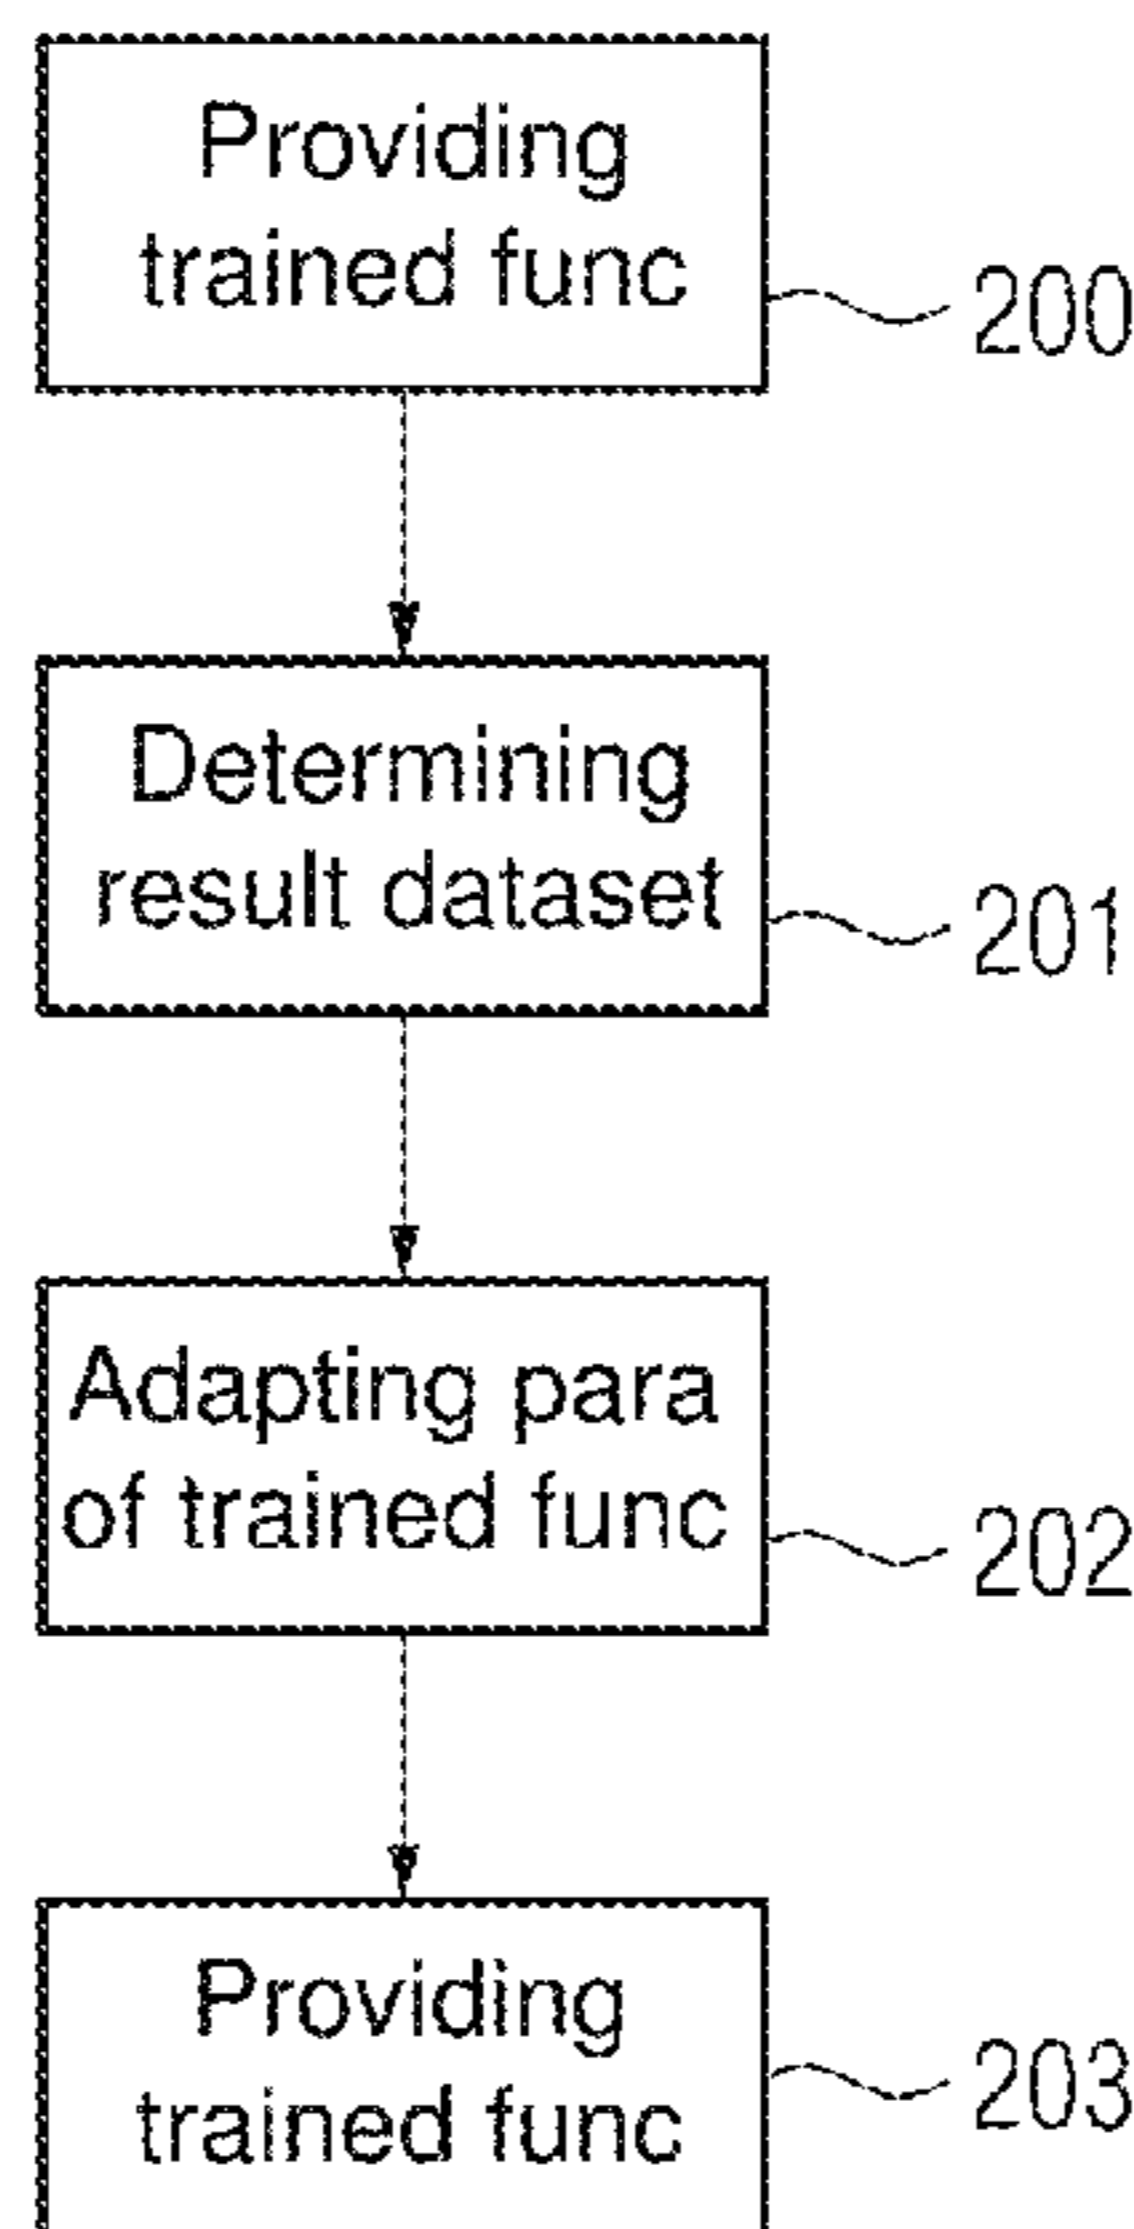 Providing
trained func
200
Determining
result dataset
201
Adapting para
of trained func
202
Providing
trained func
203